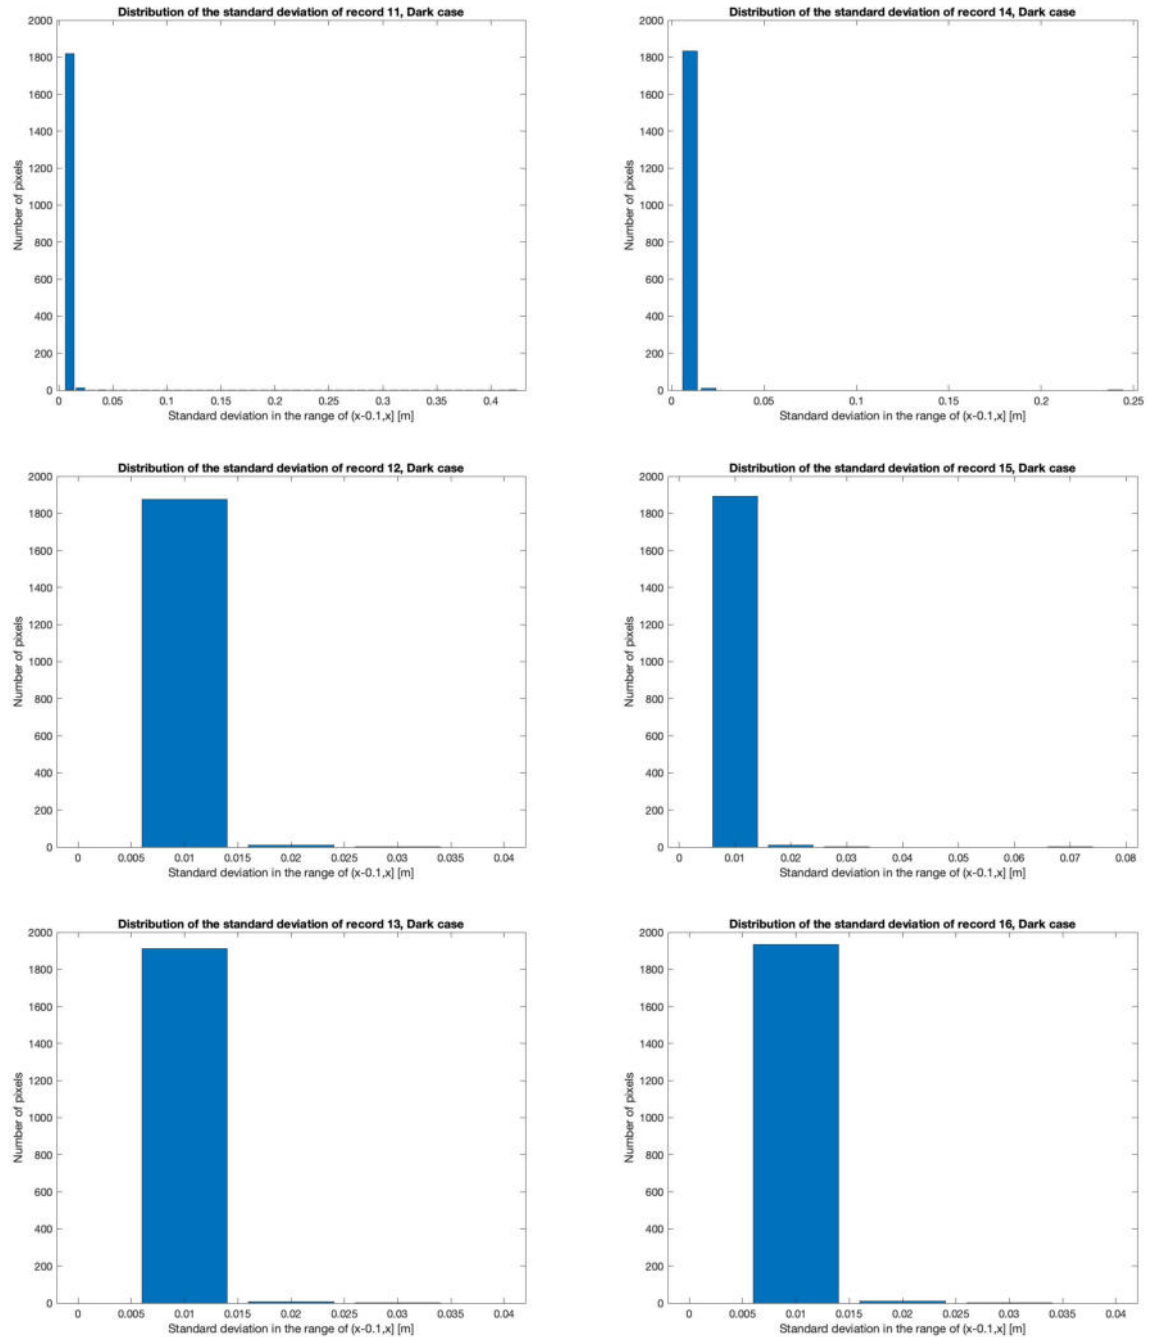 Distribution of the standard deviation of record 11, Dark case
2000
1800
1600
1400
1200
1000
800
600
400
200
0
Number of pixels
0 0.05 0.1 0.15 0.2 0.25 0.3 0.35 0.4
Standard deviation in the range of (x-0.1,x] [m]
Distribution of the standard deviation of record 14, Dark case
2000
1800
1600
1400
1200
1000
800
600
400
200
0
Number of pixels
0 0.05 0.1 0.15 0.2 0.25
Standard deviation in the range of (x-0.1,x] [m]
Distribution of the standard deviation of record 12, Dark case
2000
1800
1600
1400
1200
1000
800
600
400
200
0
Number of pixels
0 0.005 0.01 0.015 0.02 0.025 0.03 0.035 0.04
Standard deviation in the range of (x-0.1,x] [m]
Distribution of the standard deviation of record 15, Dark case
2000
1800
1600
1400
1200
1000
800
600
400
200
0
Number of pixels
0 0.01 0.02 0.03 0.04 0.05 0.06 0.07 0.08
Standard deviation in the range of (x-0.1,x] [m]
Distribution of the standard deviation of record 13, Dark case
2000
1800
1600
1400
1200
1000
800
600
400
200
0
Number of pixels
0 0.005 0.01 0.015 0.02 0.025 0.03 0.035 0.04
Standard deviation in the range of (x-0.1,x] [m]
Distribution of the standard deviation of record 16, Dark case
2000
1800
1600
1400
1200
1000
800
600
400
200
0
Number of pixels
0 0.005 0.01 0.015 0.02 0.025 0.03 0.035 0.04
Standard deviation in the range of (x-0.1,x] [m]